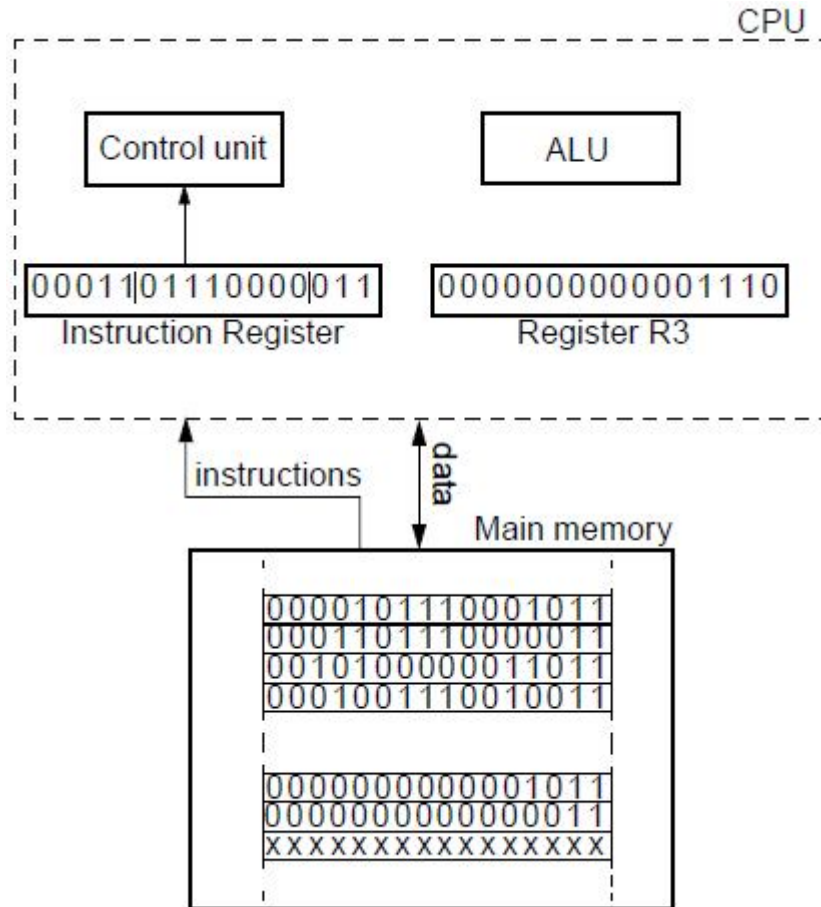 CPU
Control unit
ALU
00011|01110000|011
0000000000001110
Instruction Register
Register R3
instructions
data
Main memory
0000101110001011
0001101110000011
0010100000011011
0001001110010011
0000000000001011
0000000000000011
xxxxxxxxxxxxxxxx